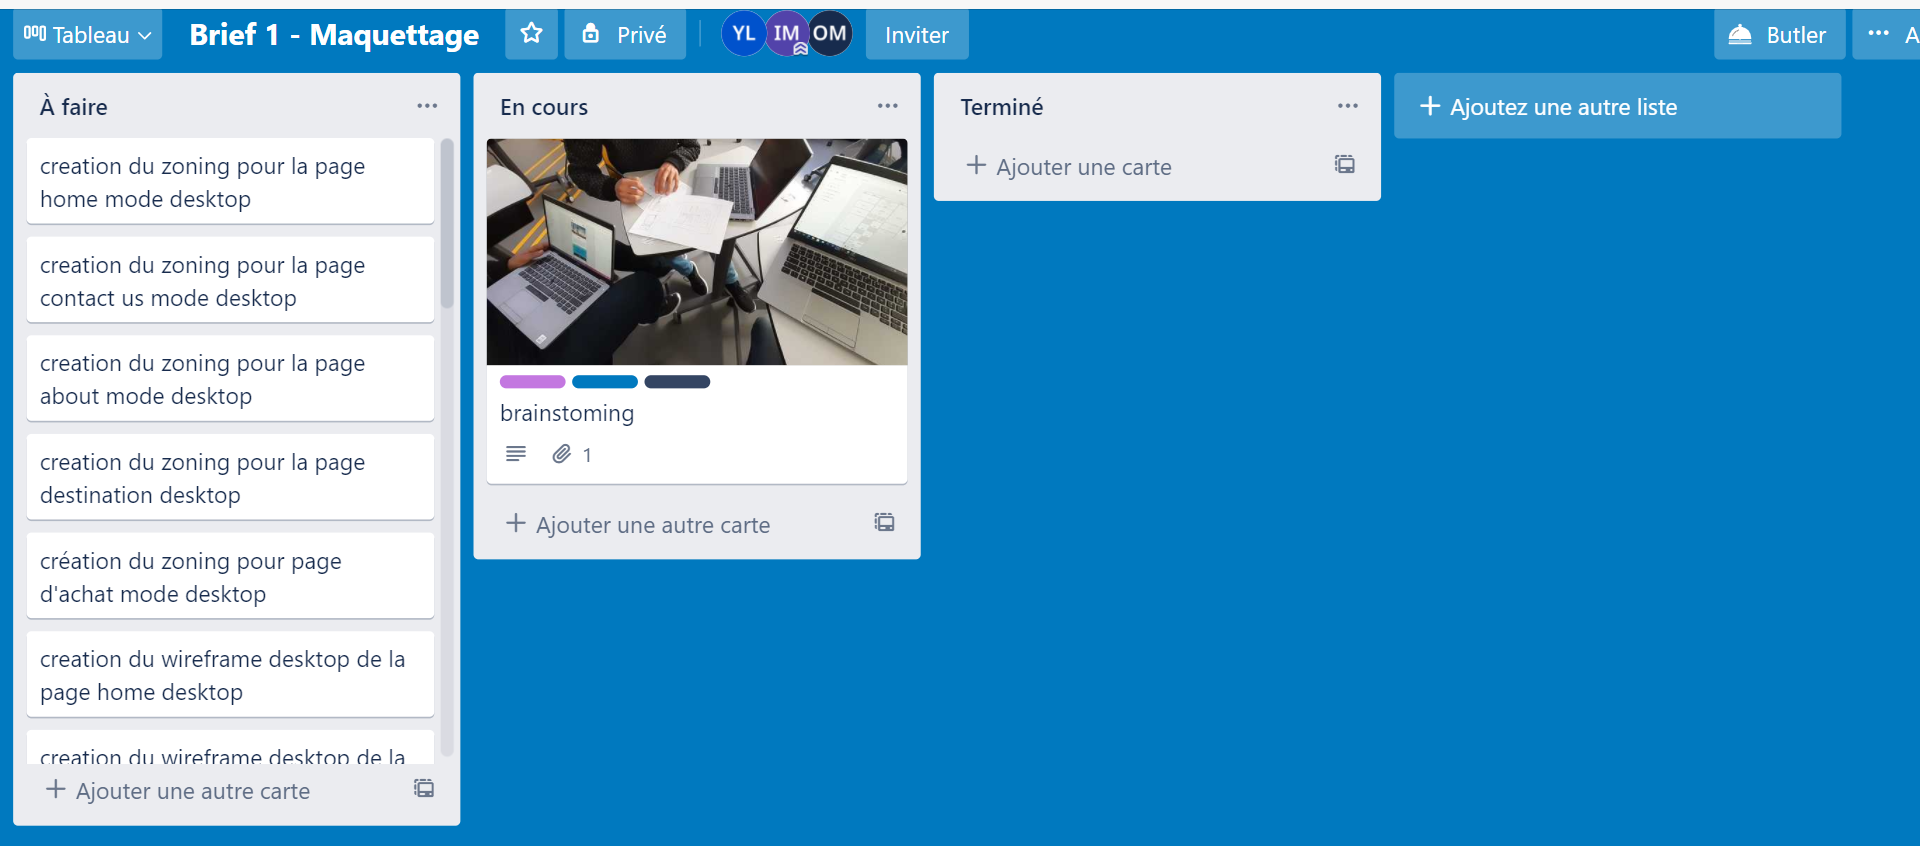 Tableau
Brief 1 - Maquettage
Privé
YL
IM
OM
Inviter
Butler
A
À faire
creation du zoning pour la page
home mode desktop
creation du zoning pour la page
contact us mode desktop
creation du zoning pour la page
about mode desktop
creation du zoning pour la page
destination desktop
création du zoning pour page
d'achat mode desktop
creation du wireframe desktop de la
page home desktop
creation du wireframe desktop de la
Ajouter une autre carte
En cours
brainstoming
1
Ajouter une autre carte
Terminé
Ajouter une carte
Ajoutez une autre liste